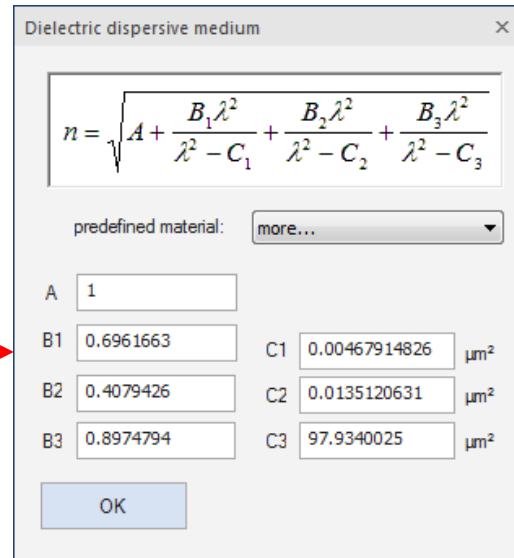 Dielectric dispersive medium ×
n = √(A + B₁λ²/(λ² − C₁) + B₂λ²/(λ² − C₂) + B₃λ²/(λ² − C₃))
predefined material: more...
A 1
B1 0.6961663 C1 0.00467914826 µm²
B2 0.4079426 C2 0.0135120631 µm²
B3 0.8974794 C3 97.9340025 µm²
OK